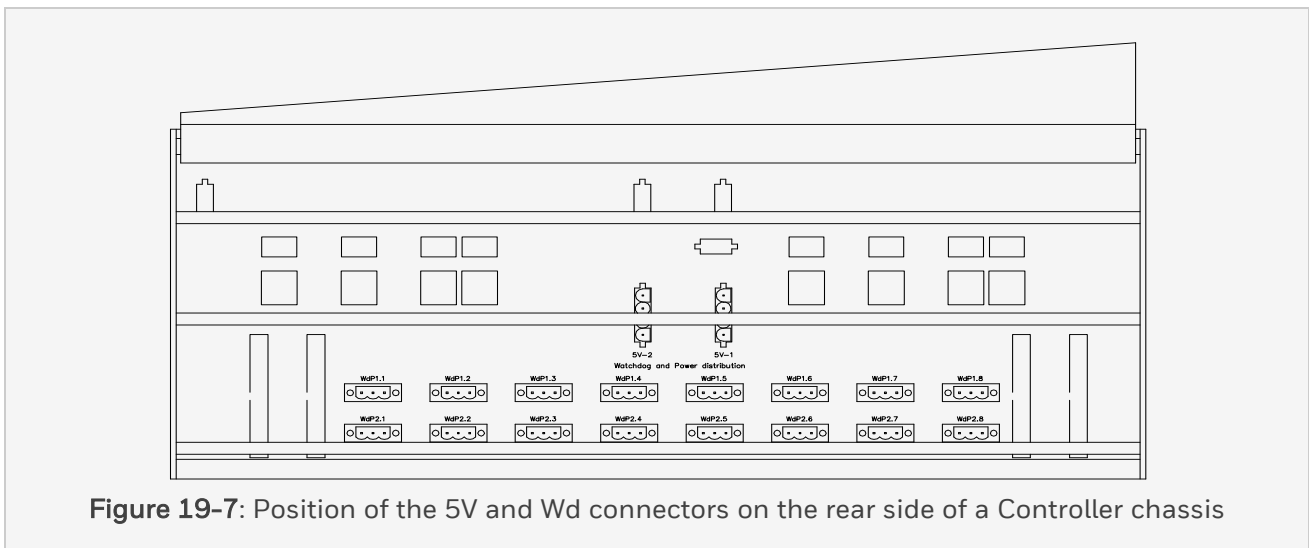 5V-2 5V-1
Watchdog and Power distribution
WdP1.1 WdP1.2 WdP1.3 WdP1.4 WdP1.5 WdP1.6 WdP1.7 WdP1.8
WdP2.1 WdP2.2 WdP2.3 WdP2.4 WdP2.5 WdP2.6 WdP2.7 WdP2.8
Figure 19-7: Position of the 5V and Wd connectors on the rear side of a Controller chassis